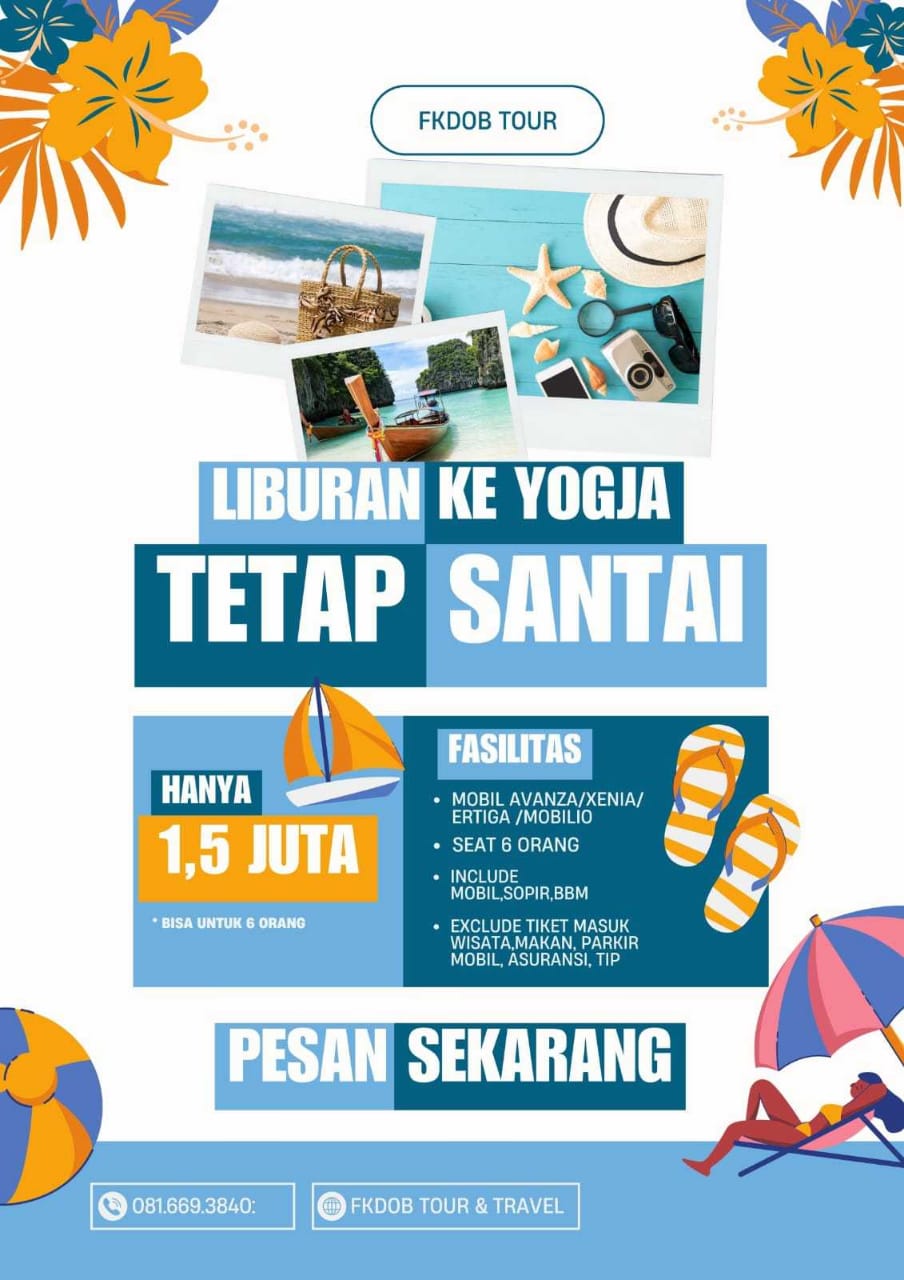 FKDOB TOUR
LIBURAN KE YOGJA
TETAP SANTAI
HANYA
1,5 JUTA
* BISA UNTUK 6 ORANG
FASILITAS
• MOBIL AVANZA/XENIA/
ERTIGA /MOBILIO
• SEAT 6 ORANG
• INCLUDE
MOBIL,SOPIR,BBM
• EXCLUDE TIKET MASUK
WISATA,MAKAN, PARKIR
MOBIL, ASURANSI, TIP
PESAN SEKARANG
081.669.3840:
FKDOB TOUR & TRAVEL